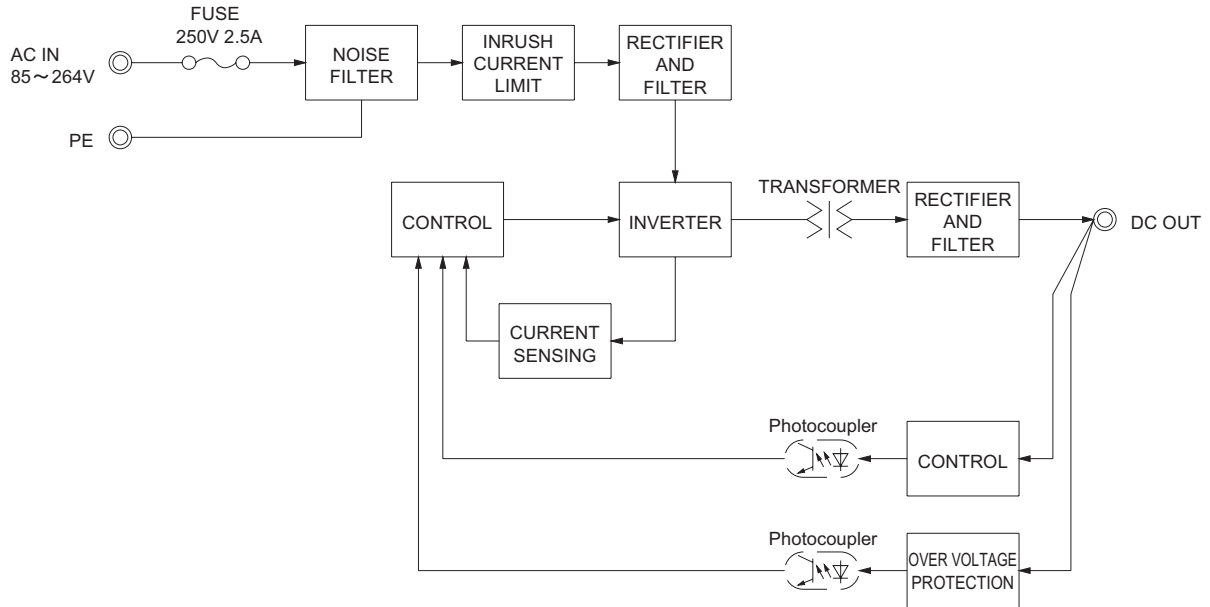 FUSE
250V 2.5A
AC IN
85~264V
NOISE
FILTER
INRUSH
CURRENT
LIMIT
RECTIFIER
AND
FILTER
PE
CONTROL
INVERTER
TRANSFORMER
RECTIFIER
AND
FILTER
DC OUT
CURRENT
SENSING
Photocoupler
CONTROL
Photocoupler
OVER VOLTAGE
PROTECTION